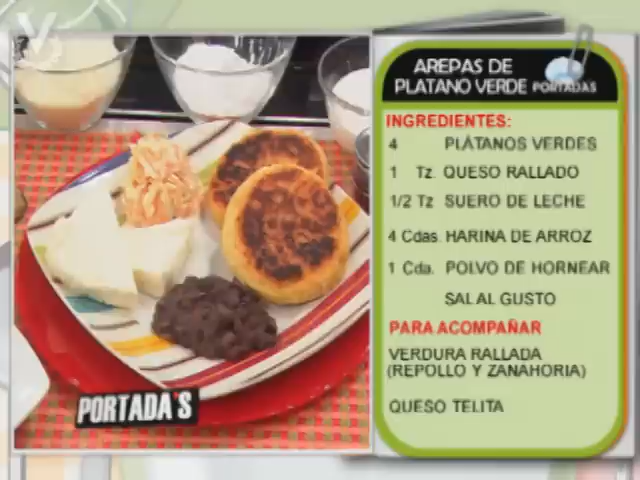 AREPAS DE
PLATANO VERDE PORTADAS
INGREDIENTES:
4 PLÁTANOS VERDES
1 Tz. QUESO RALLADO
1/2 Tz SUERO DE LECHE
4 Cdas. HARINA DE ARROZ
1 Cda. POLVO DE HORNEAR
SAL AL GUSTO
PARA ACOMPAÑAR
VERDURA RALLADA
(REPOLLO Y ZANAHORIA)
QUESO TELITA
PORTADA'S